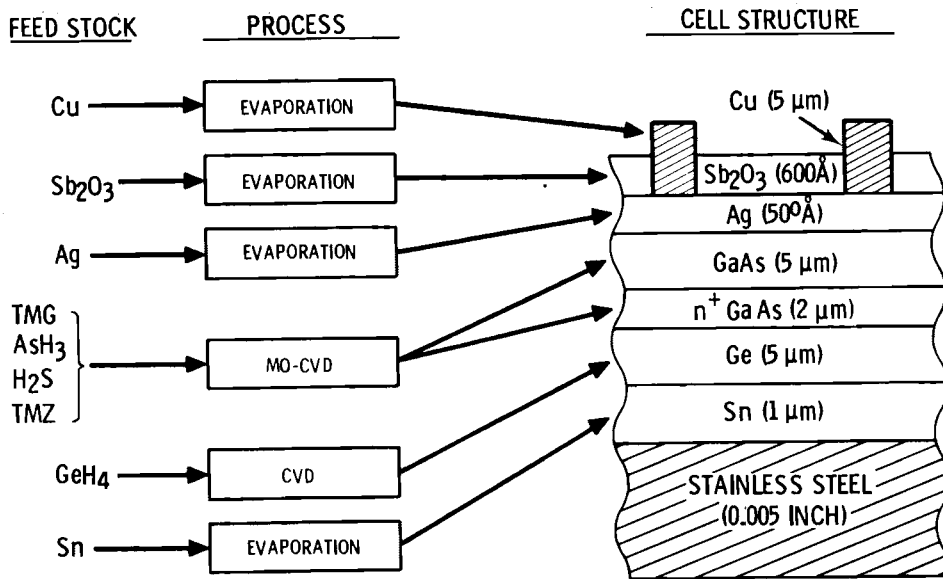 FEED STOCK
PROCESS
CELL STRUCTURE
Cu
EVAPORATION
Sb₂O₃
EVAPORATION
Ag
EVAPORATION
TMG
AsH₃
H₂S
TMZ
MO-CVD
GeH₄
CVD
Sn
EVAPORATION
Cu (5 μm)
Sb₂O₃ (600Å)
Ag (50Å)
GaAs (5 μm)
n⁺ GaAs (2 μm)
Ge (5 μm)
Sn (1 μm)
STAINLESS STEEL
(0.005 INCH)